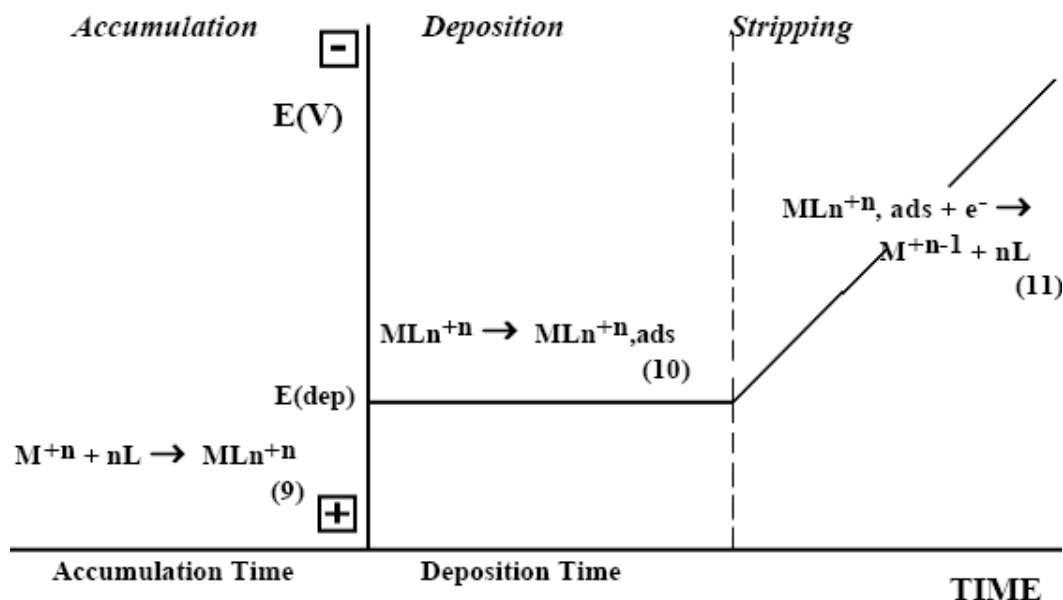 Accumulation
Deposition
Stripping
-
E(V)
MLn+n, ads + e- →
M+n-1 + nL
(11)
MLn+n → MLn+n,ads
(10)
E(dep)
M+n + nL → MLn+n
(9)
+
Accumulation Time
Deposition Time
TIME